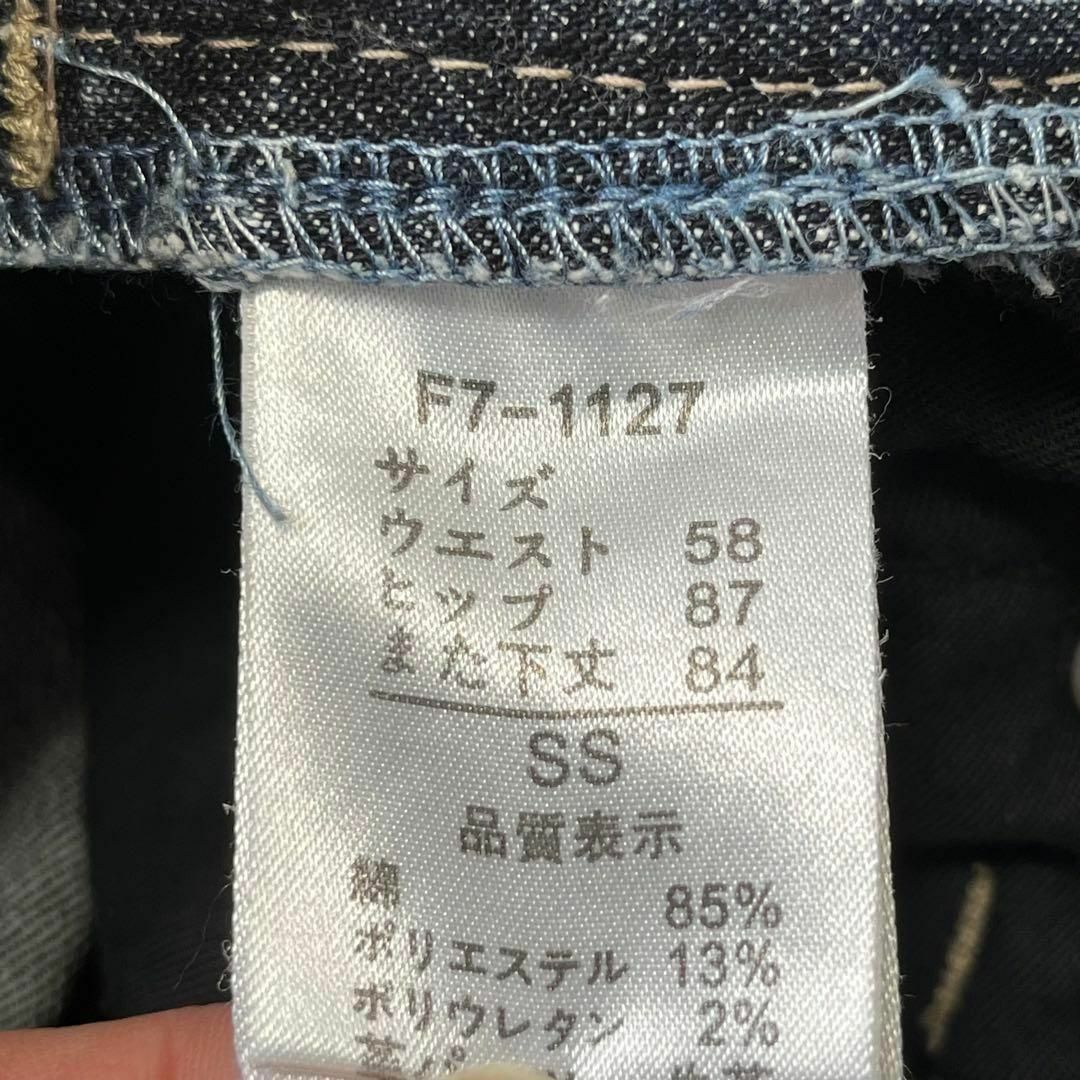 F7-1127
サイズ
ウエスト 58
ヒップ 87
また下丈 84
SS
品質表示
綿 85%
ポリエステル 13%
ポリウレタン 2%